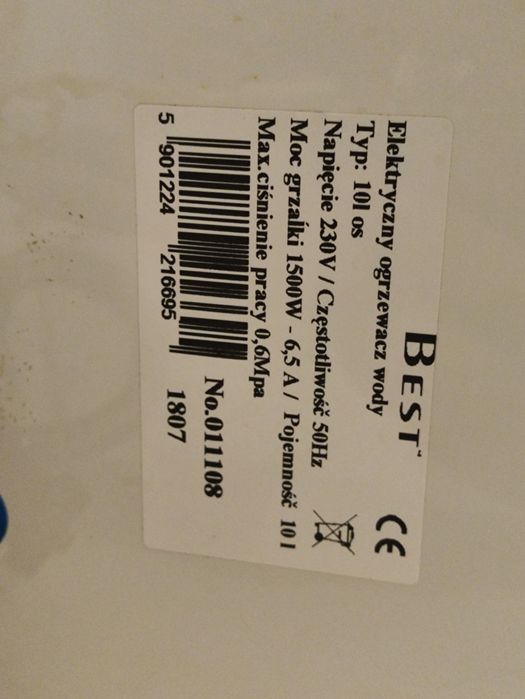 BEST
Elektryczny ogrzewacz wody
Typ: 10l os
Napięcie 230V / Częstotliwość 50Hz
Moc grzałki 1500W - 6,5 A / Pojemność 10 l
Max.ciśnienie pracy 0,6Mpa
No.011108
1807
5 901224 216695
CE